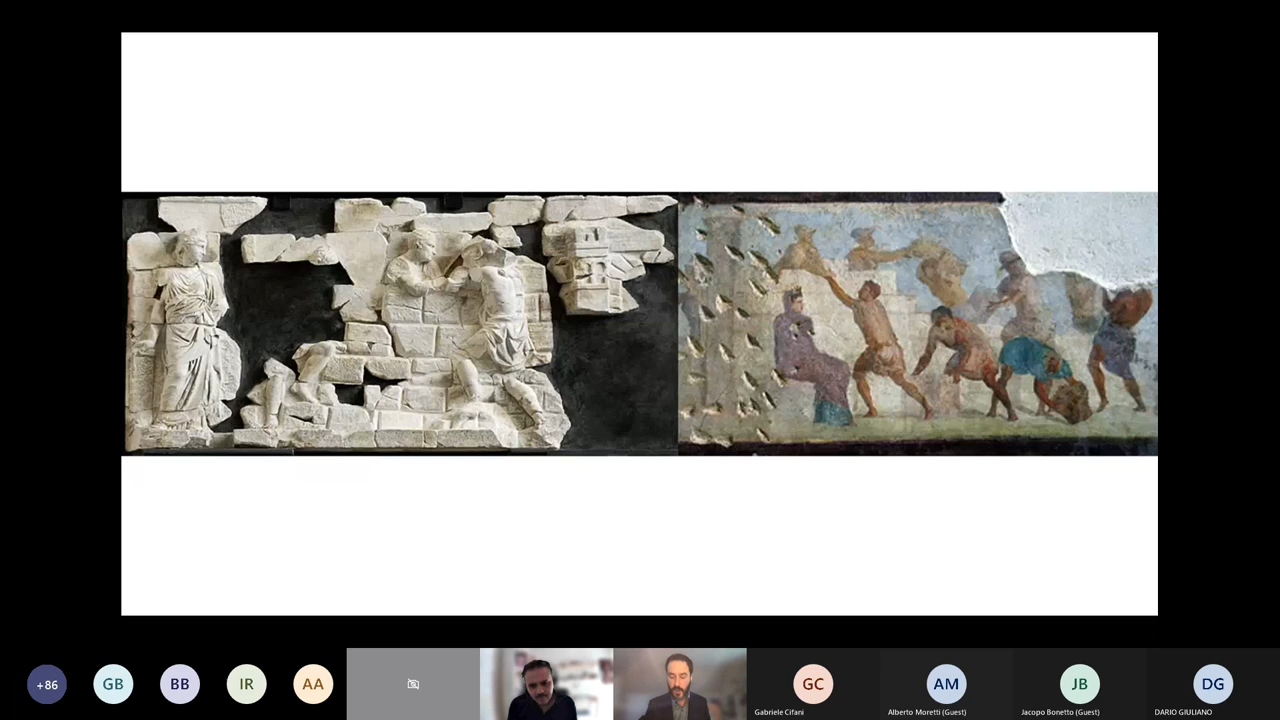 +86
GB
BB
IR
AA
GC
Gabriele Cifani
AM
Alberto Moretti (Guest)
JB
Jacopo Bonetto (Guest)
DG
DARIO GIULIANO